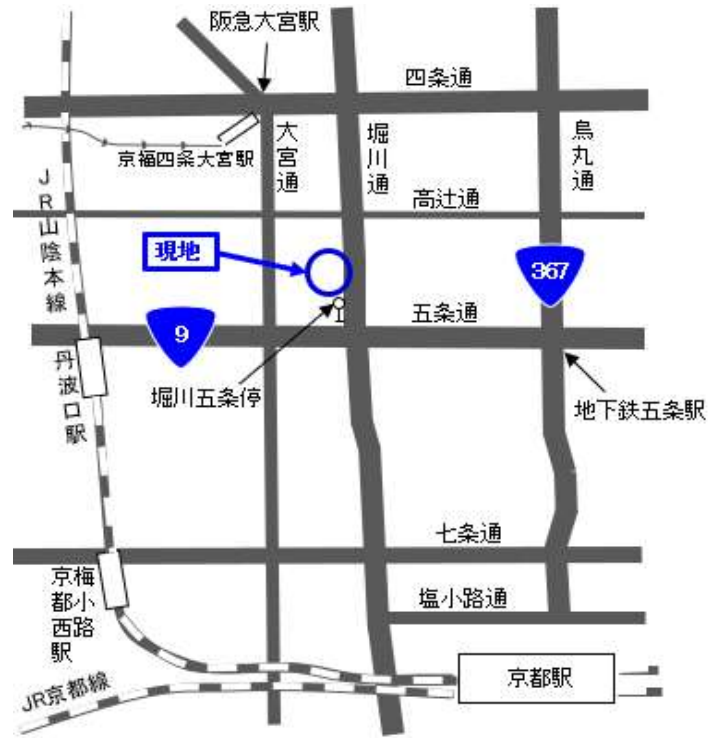 阪急大宮駅
四条通
京福四条大宮駅
大宮通
堀川通
烏丸通
高辻通
JR山陰本線
現地
367
9
五条通
丹波口駅
堀川五条停
地下鉄五条駅
七条通
梅小路
京都西駅
塩小路通
京都駅
JR京都線